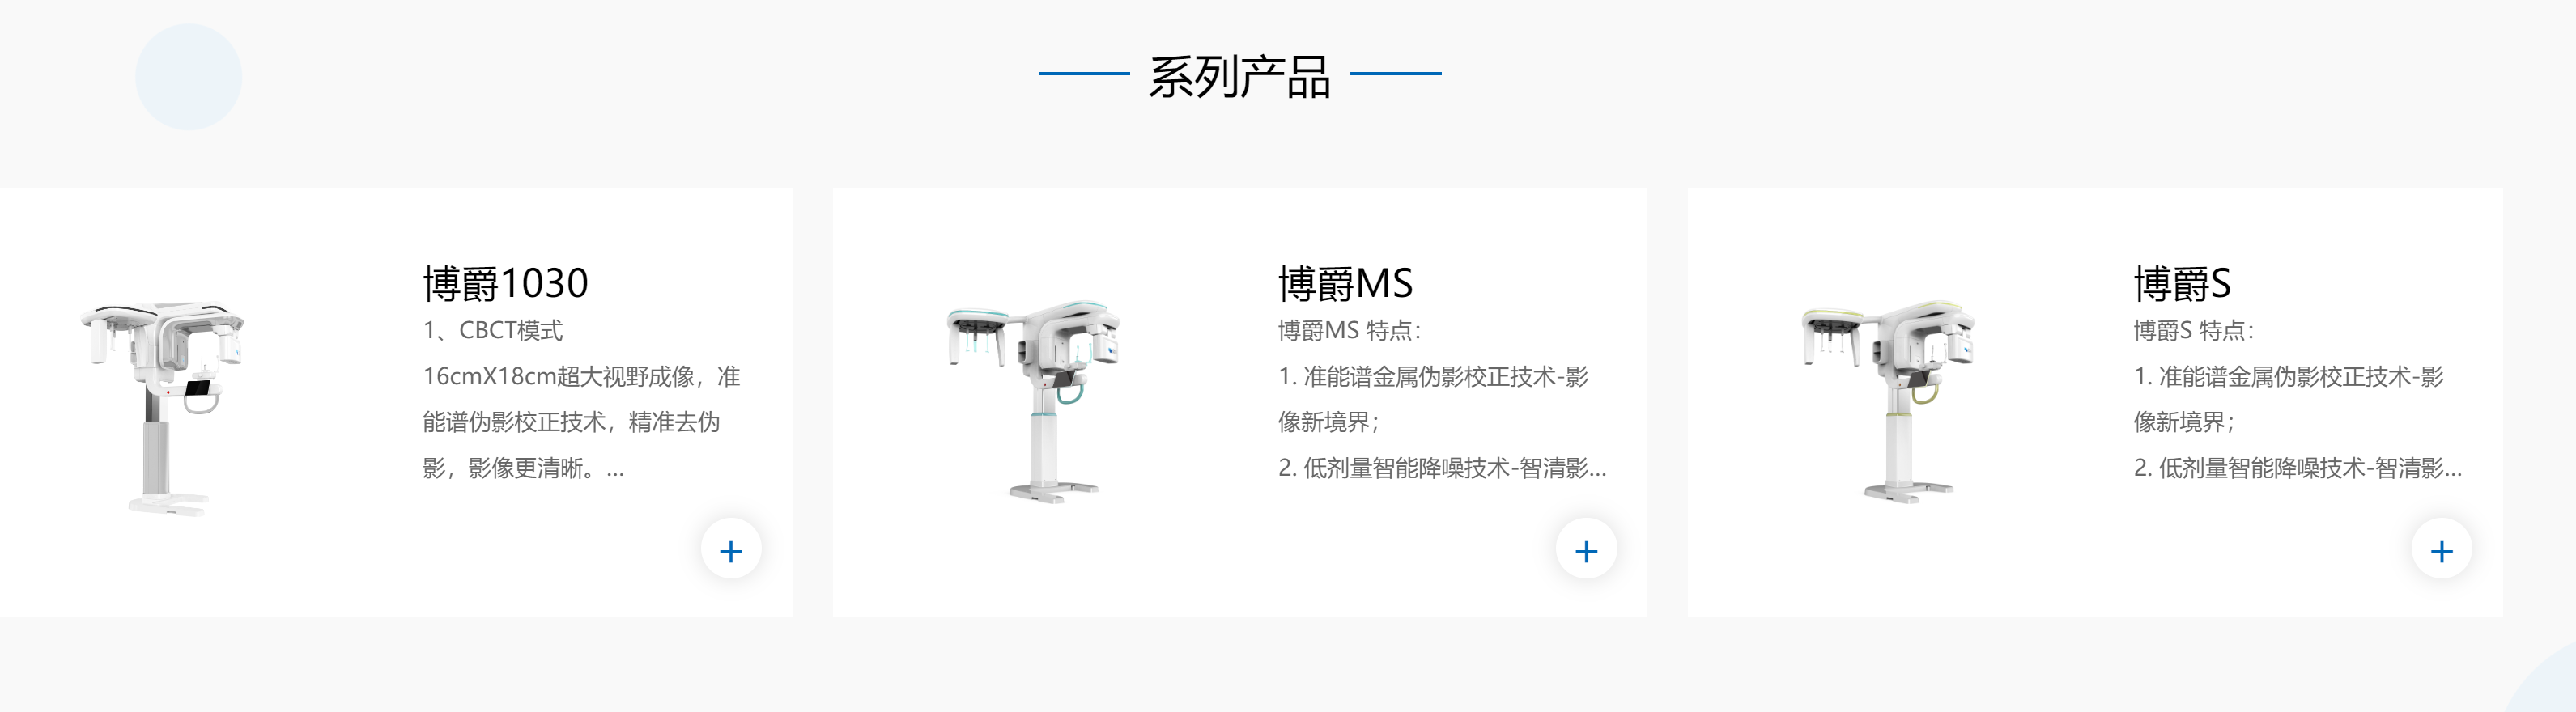 系列产品
博爵1030
1、CBCT模式
16cmX18cm超大视野成像，准
能谱伪影校正技术，精准去伪
影，影像更清晰。...
+
博爵MS
博爵MS 特点：
1. 准能谱金属伪影校正技术-影
像新境界；
2. 低剂量智能降噪技术-智清影...
+
博爵S
博爵S 特点：
1. 准能谱金属伪影校正技术-影
像新境界；
2. 低剂量智能降噪技术-智清影...
+